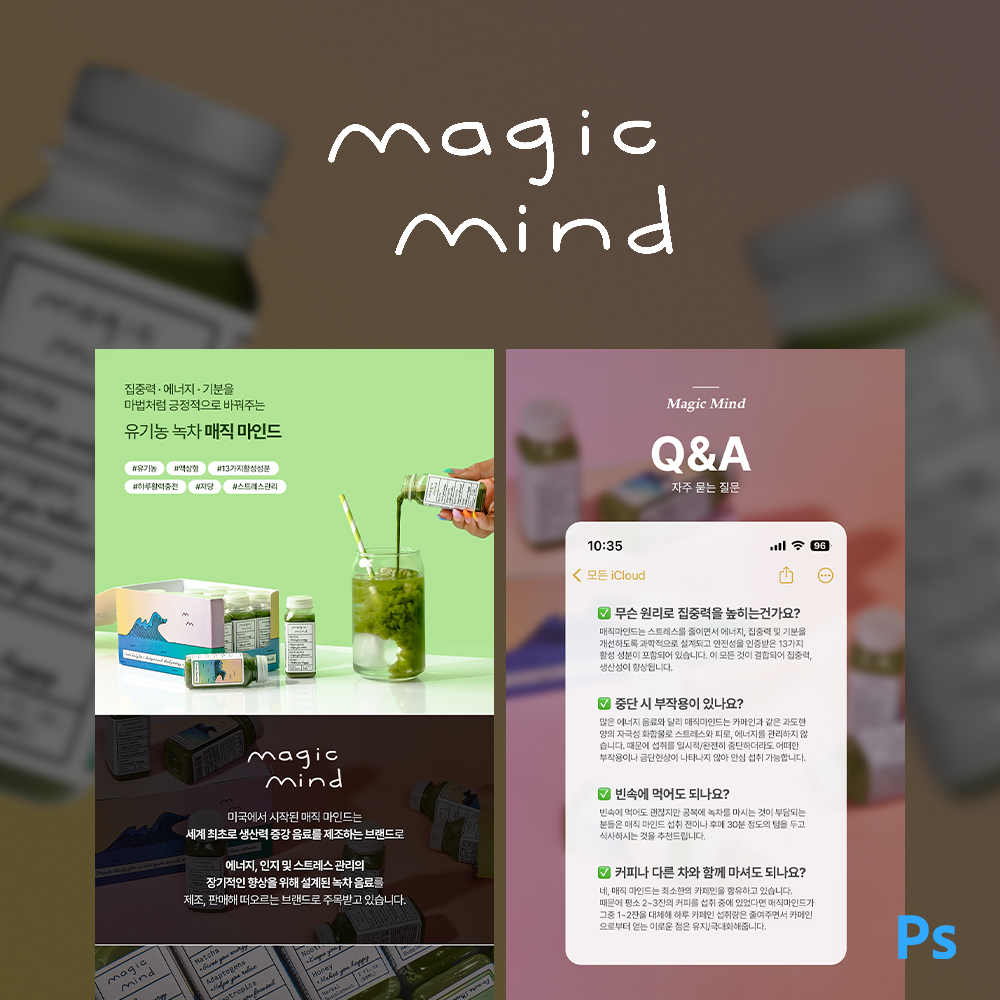 magic
mind
집중력 · 에너지 · 기분을
마법처럼 긍정적으로 바꿔주는
유기농 녹차 매직 마인드
#유기농 #액상형 #13가지활성성분
#하루활력충전 #저당 #스트레스관리
magic
mind
미국에서 시작된 매직 마인드는
세계 최초로 생산력 증강 음료를 제조하는 브랜드로
에너지, 인지 및 스트레스 관리의
장기적인 향상을 위해 설계된 녹차 음료를
제조, 판매해 떠오르는 브랜드로 주목받고 있습니다.
magic
mind
Matcha
Adaptogens
Nootropics
Honey
Magic Mind
Q&A
자주 묻는 질문
10:35
96
모든 iCloud
✅ 무슨 원리로 집중력을 높히는건가요?
매직마인드는 스트레스를 줄이면서 에너지, 집중력 및 기분을
개선하도록 과학적으로 설계되고 안전성을 인증받은 13가지
활성 성분이 포함되어 있습니다. 이 모든 것이 결합되어 집중력,
생산성이 향상됩니다.
✅ 중단 시 부작용이 있나요?
많은 에너지 음료와 달리 매직마인드는 카페인과 같은 과도한
양의 자극성 화합물로 스트레스와 피로, 에너지를 관리하지 않
습니다. 때문에 섭취를 일시적/완전히 중단하더라도 어떠한
부작용이나 금단현상이 나타나지 않아 안심 섭취 가능합니다.
✅ 빈속에 먹어도 되나요?
빈속에 먹어도 괜찮지만 공복에 녹차를 마시는 것이 부담되는
분들은 매직 마인드 섭취 전이나 후에 30분 정도의 텀을 두고
식사하시는 것을 추천드립니다.
✅ 커피나 다른 차와 함께 마셔도 되나요?
네, 매직 마인드는 최소한의 카페인을 함유하고 있습니다.
때문에 평소 2~3잔의 커피를 섭취 중에 있었다면 매직마인드가
그중 1~2잔을 대체해 하루 카페인 섭취량은 줄여주면서 카페인
으로부터 얻는 이로운 점은 유지/극대화해줍니다.
Ps